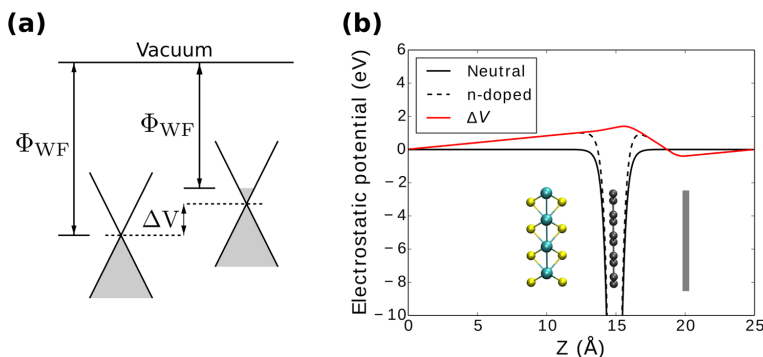 (a)
Vacuum
Φ_WF
Φ_WF
ΔV
(b)
Electrostatic potential (eV)
6
4
2
0
−2
−4
−6
−8
−10
Neutral
n-doped
ΔV
0
5
10
15
20
25
Z (Å)